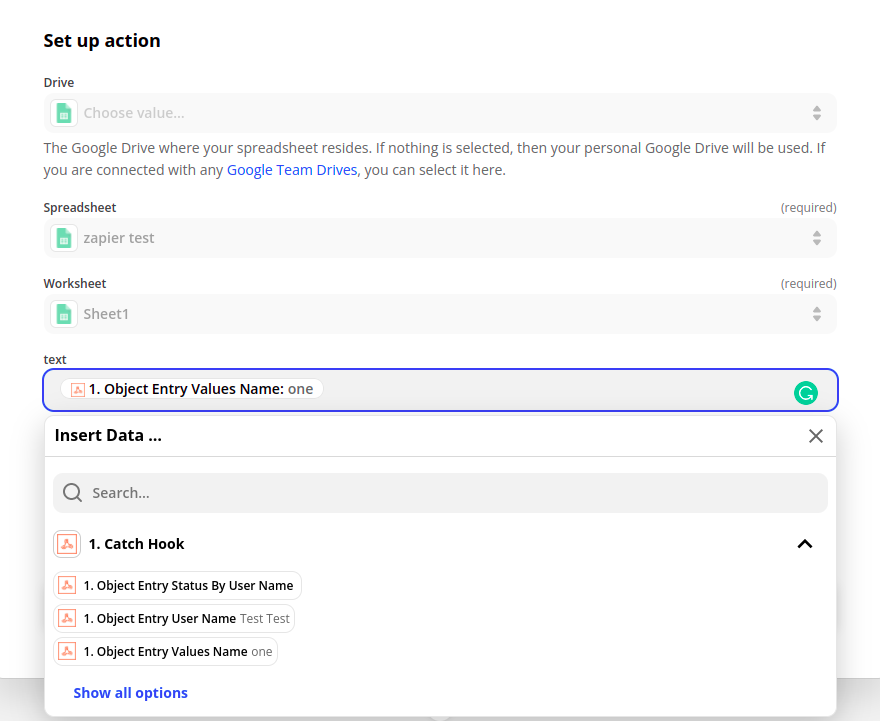 Set up action
Drive
Choose value...
The Google Drive where your spreadsheet resides. If nothing is selected, then your personal Google Drive will be used. If
you are connected with any Google Team Drives, you can select it here.
Spreadsheet (required)
zapier test
Worksheet (required)
Sheet1
text
1. Object Entry Values Name: one
Insert Data ...
Search...
1. Catch Hook
1. Object Entry Status By User Name
1. Object Entry User Name Test Test
1. Object Entry Values Name one
Show all options